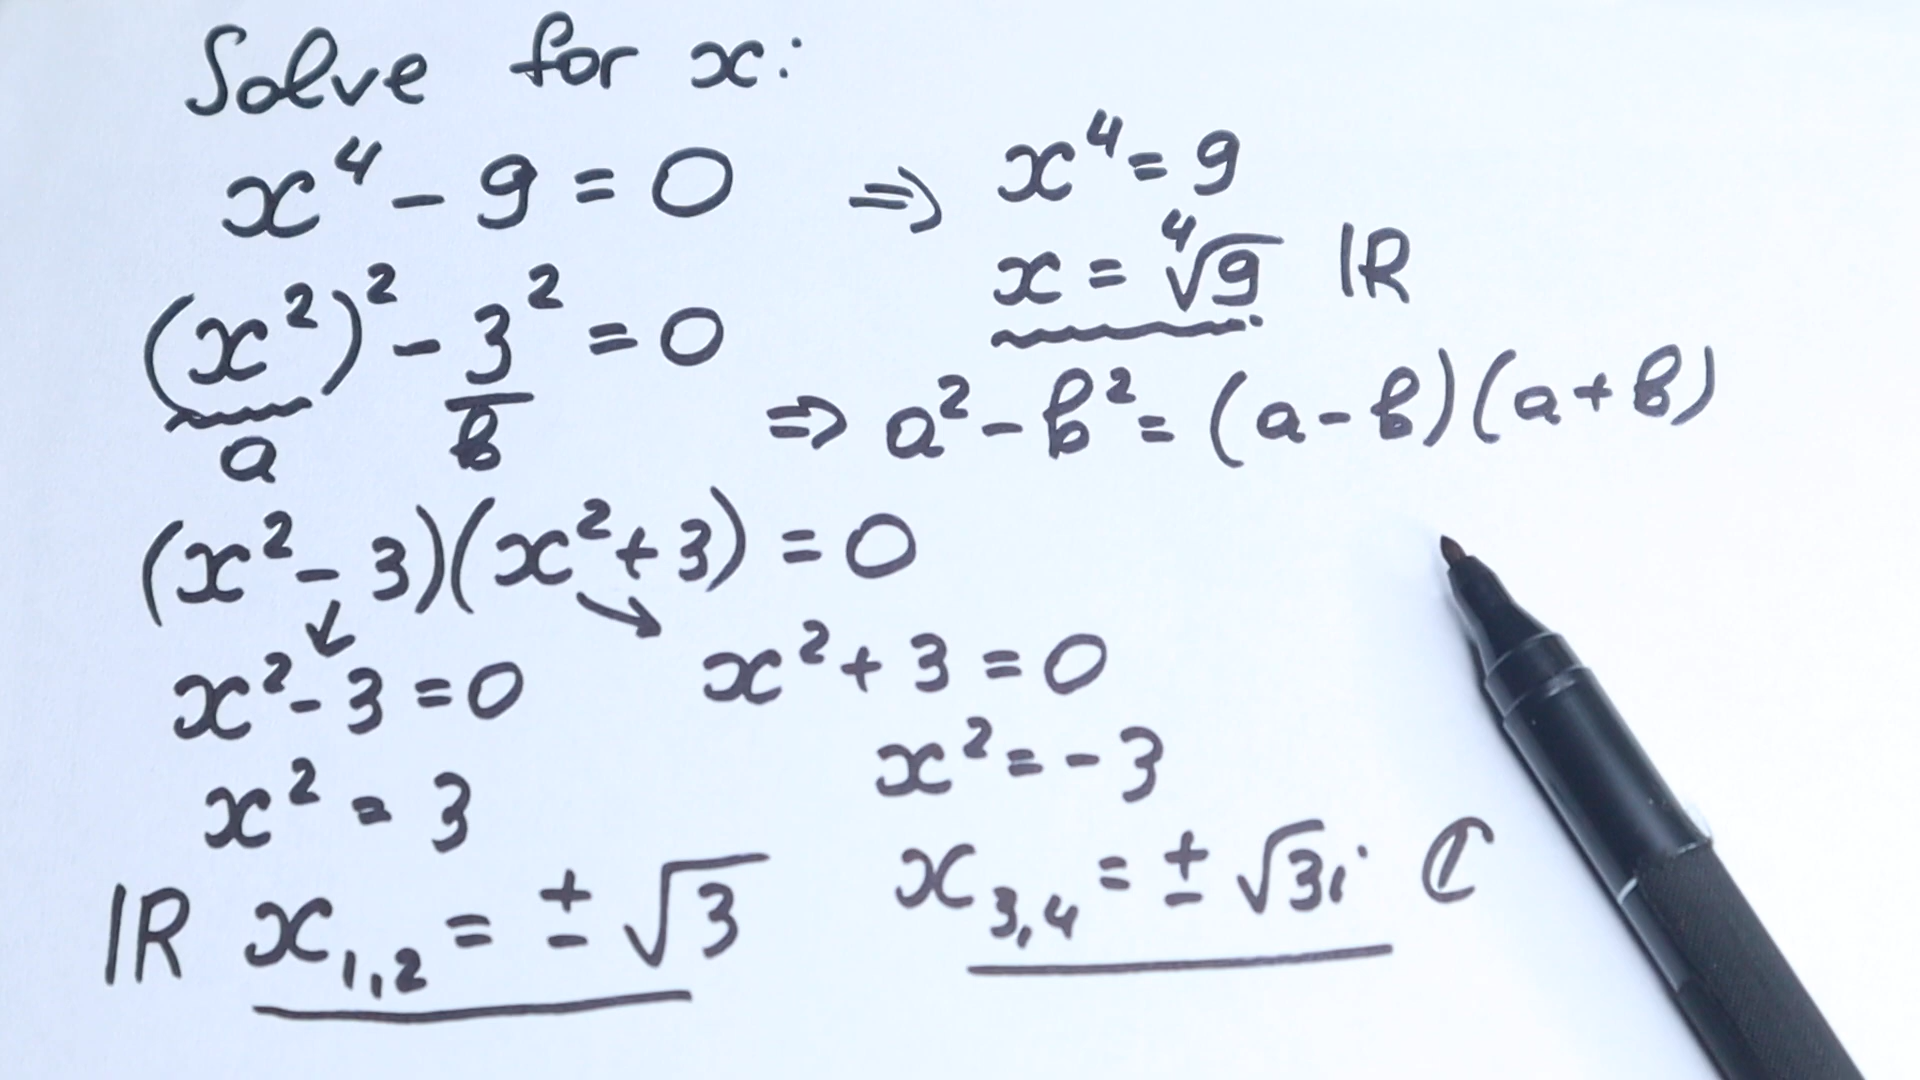 Solve for x:
x⁴ - 9 = 0 ⇒ x⁴ = 9
x = ∜9 ℝ
(x²)² - 3² = 0
a b ⇒ a² - b² = (a - b)(a + b)
(x² - 3)(x² + 3) = 0
↙ ↘
x² - 3 = 0 x² + 3 = 0
x² = 3 x² = -3
ℝ x₁,₂ = ± √3 x₃,₄ = ± √3i ℂ